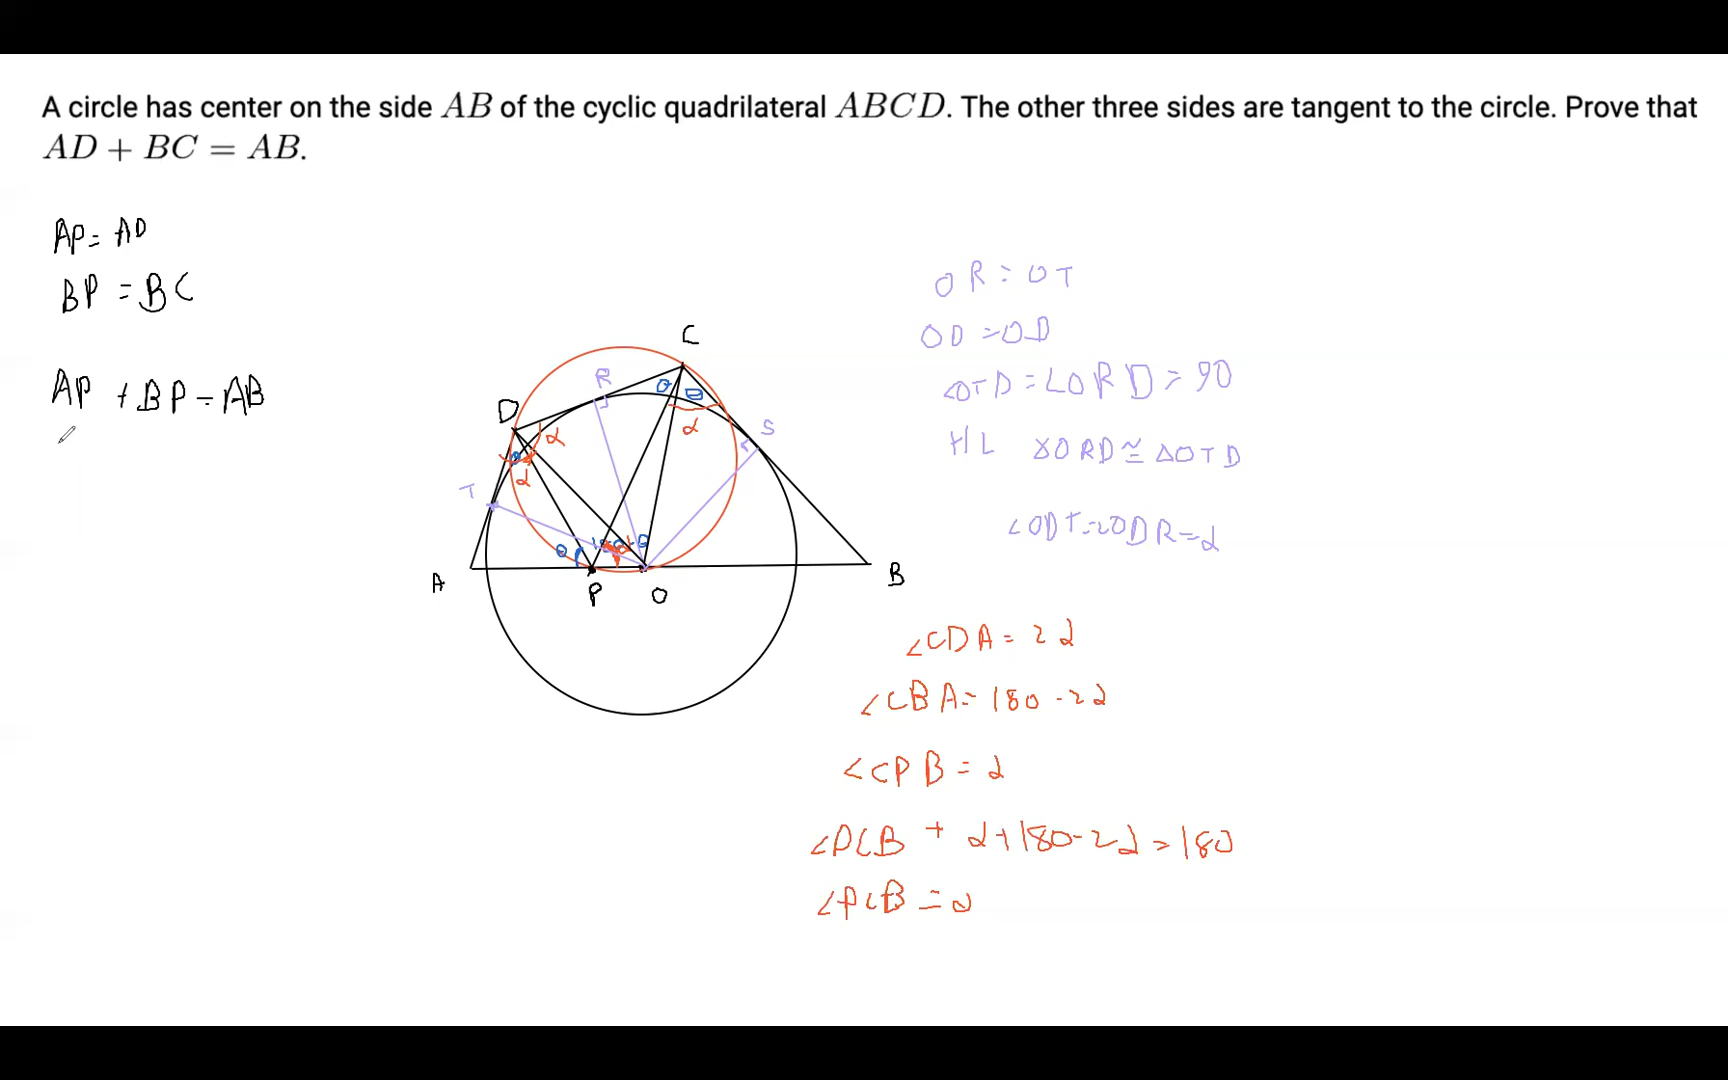 A circle has center on the side AB of the cyclic quadrilateral ABCD. The other three sides are tangent to the circle. Prove that
AD + BC = AB.
AP = AD
BP = BC
AP + BP = AB
C
R
θ θ
D
α
α
S
θ
α
T
θ
A
P
O
B
OR = OT
OD = OD
∠OTD = ∠ORD = 90
HL △ORD ≅ △OTD
∠ODT = ∠ODR = α
∠CDA = 2α
∠CBA = 180 - 2α
∠CPB = α
∠PCB + α + 180 - 2α = 180
∠PCB = α